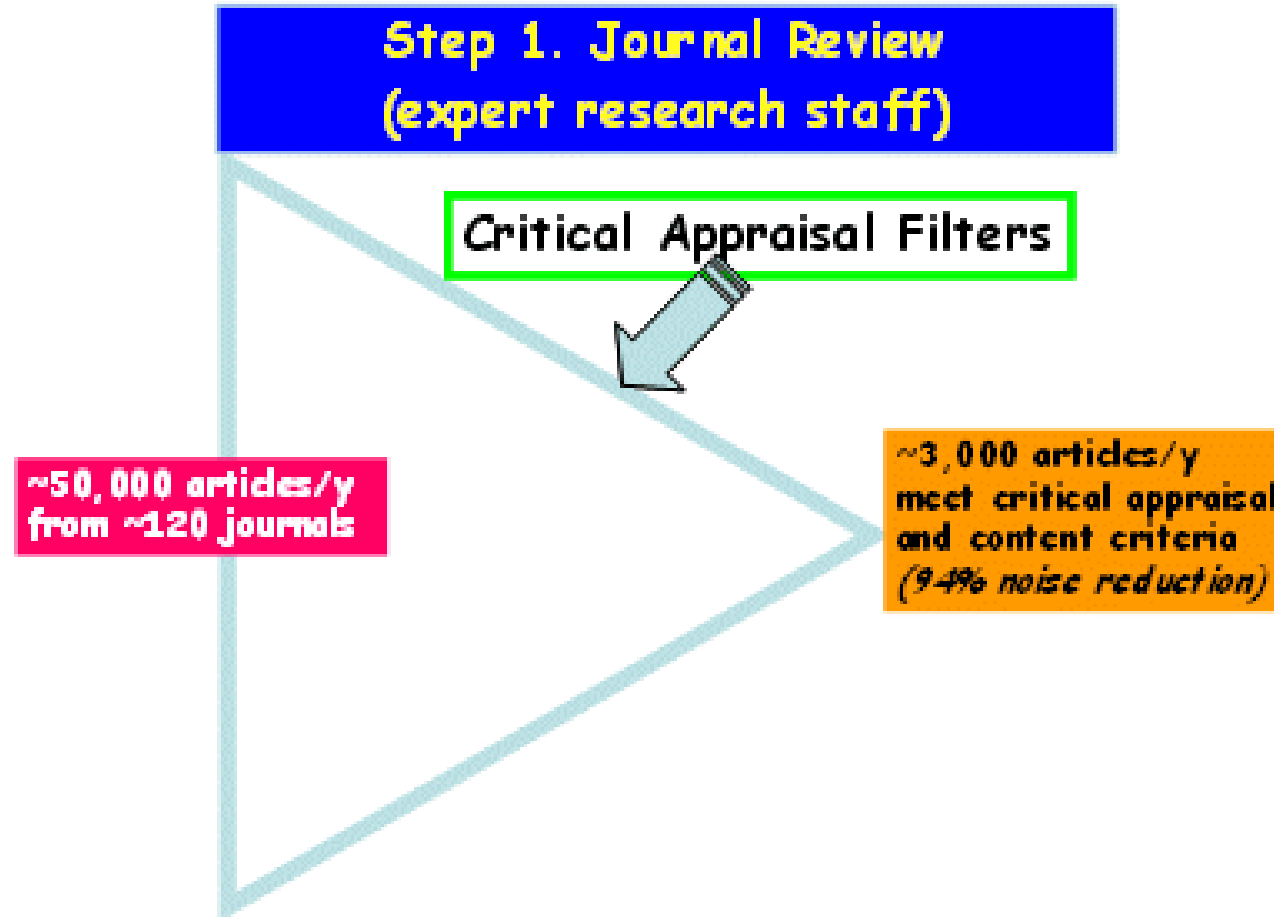 Step 1. Journal Review
(expert research staff)
Critical Appraisal Filters
~50,000 articles/y
from ~120 journals
~3,000 articles/y
meet critical appraisal
and content criteria
(94% noise reduction)